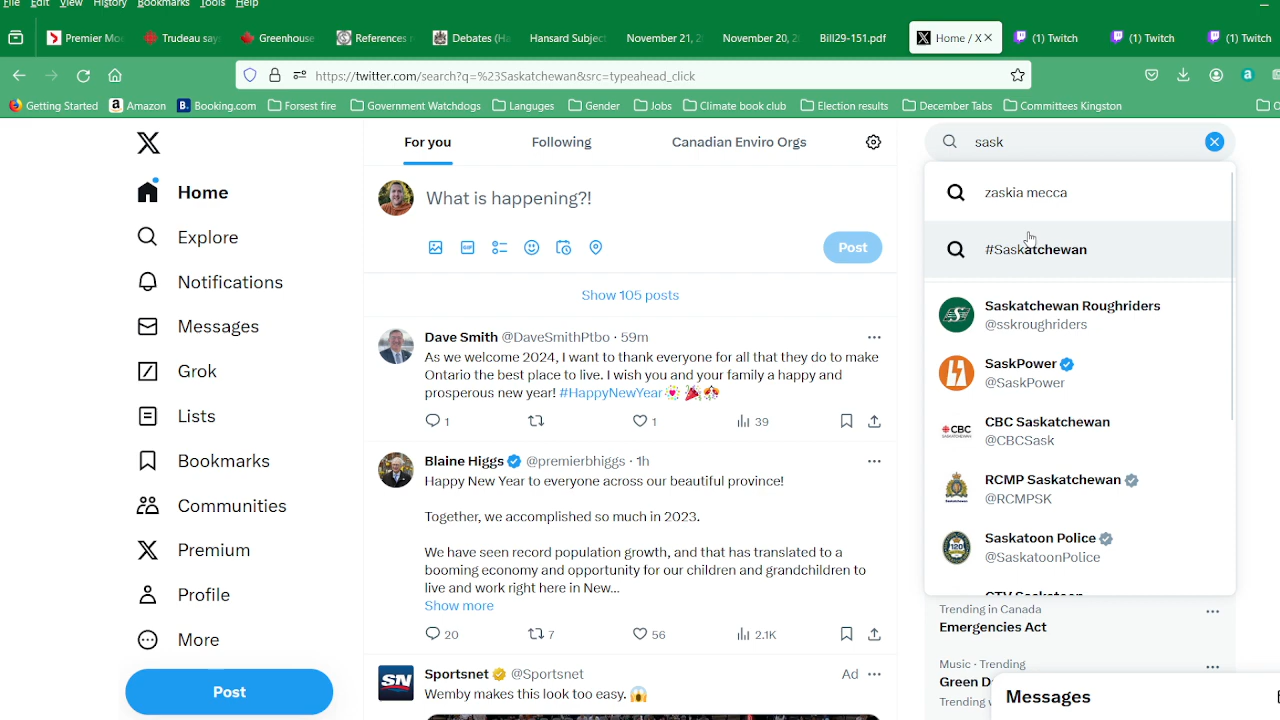 File Edit View History Bookmarks Tools Help
Premier Mo
Trudeau say
Greenhouse
References r
Debates (Ha
Hansard Subjec
November 21, 2
November 20, 2
Bill29-151.pdf
Home / X
(1) Twitch
(1) Twitch
(1) Twitch
https://twitter.com/search?q=%23Saskatchewan&src=typeahead_click
Getting Started Amazon Booking.com Forsest fire Government Watchdogs Languges Gender Jobs Climate book club Election results December Tabs Committees Kingston
X
Home
Explore
Notifications
Messages
Grok
Lists
Bookmarks
Communities
Premium
Profile
More
Post
For you Following Canadian Enviro Orgs
What is happening?!
GIF
Post
Show 105 posts
Dave Smith @DaveSmithPtbo · 59m
As we welcome 2024, I want to thank everyone for all that they do to make
Ontario the best place to live. I wish you and your family a happy and
prosperous new year! #HappyNewYear💖 🎉🎊
1 1 39
Blaine Higgs @premierbhiggs · 1h
Happy New Year to everyone across our beautiful province!
Together, we accomplished so much in 2023.
We have seen record population growth, and that has translated to a
booming economy and opportunity for our children and grandchildren to
live and work right here in New...
Show more
20 7 56 2.1K
SN
Sportsnet @Sportsnet Ad
Wemby makes this look too easy. 😱
sask
zaskia mecca
#Saskatchewan
Saskatchewan Roughriders
@sskroughriders
SaskPower
@SaskPower
CBC
CBC Saskatchewan
@CBCSask
RCMP Saskatchewan
@RCMPSK
120
Saskatoon Police
@SaskatoonPolice
CTV Saskatoon
Trending in Canada
Emergencies Act
Music · Trending
Green D
Trending
Messages